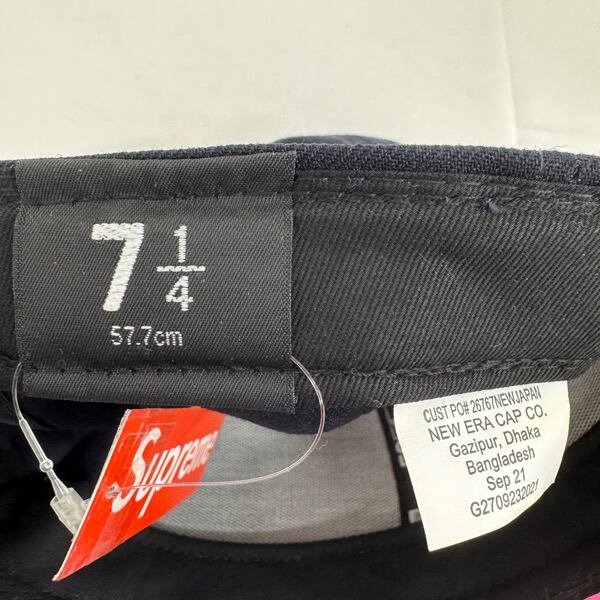 7 1/4
57.7cm
Supreme
CUST PO# 26767NEWJAPAN
NEW ERA CAP CO.
Gazipur, Dhaka
Bangladesh
Sep 21
G2709232021